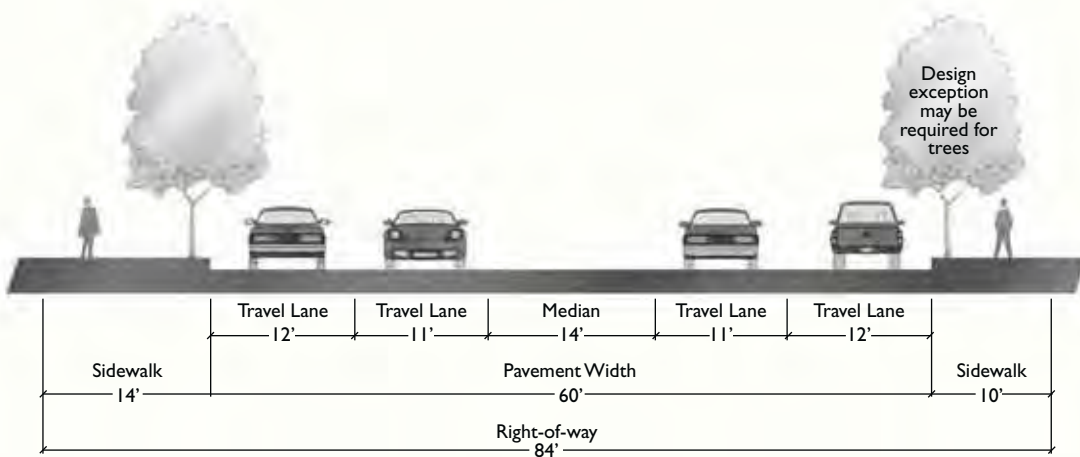 Design
exception
may be
required for
trees
Travel Lane
12'
Travel Lane
11'
Median
14'
Travel Lane
11'
Travel Lane
12'
Sidewalk
14'
Pavement Width
60'
Sidewalk
10'
Right-of-way
84'